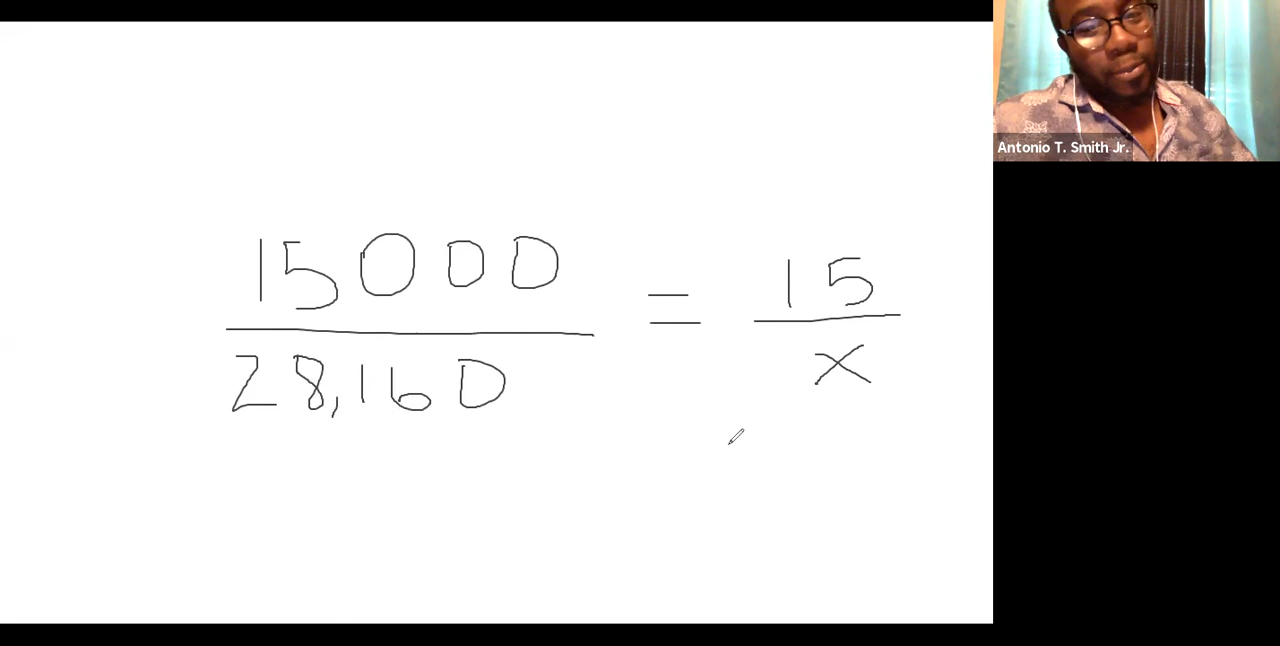 Antonio T. Smith Jr.
15000
28,160
=
15
x